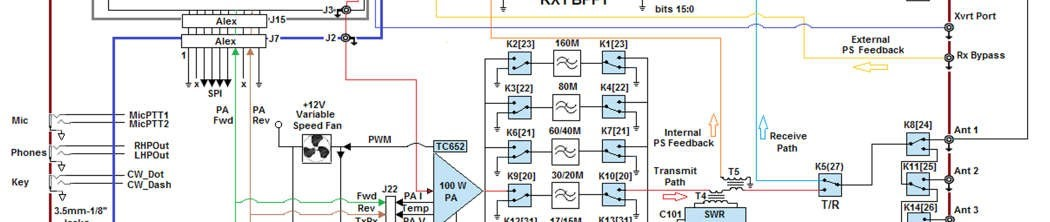 RX1 BPF1
bits 15:0
J3
Alex
J15
Alex
J7
J2
1
x
x
SPI
Xvrt Port
External
PS Feedback
Rx Bypass
K2[23]
160M
K1[23]
K3[22]
80M
K4[22]
PA
Fwd
PA
Rev
+12V
Variable
Speed Fan
Mic
MicPTT1
MicPTT2
PWM
TC652
K6[21]
60/40M
K7[21]
Internal
PS Feedback
Receive
Path
K8[24]
Ant 1
Phones
RHPOut
LHPOut
Key
CW_Dot
CW_Dash
K9[20]
30/20M
K10[20]
Transmit
Path
T5
K5(27)
T/R
K11[25]
Ant 2
100 W
PA
J22
Fwd
PA I
Rev
Temp
TxRx
PA V
T4
C101
SWR
K14[26]
Ant 3
3.5mm-1/8"
Jacks
K12[31]
17/15M
K13[31]